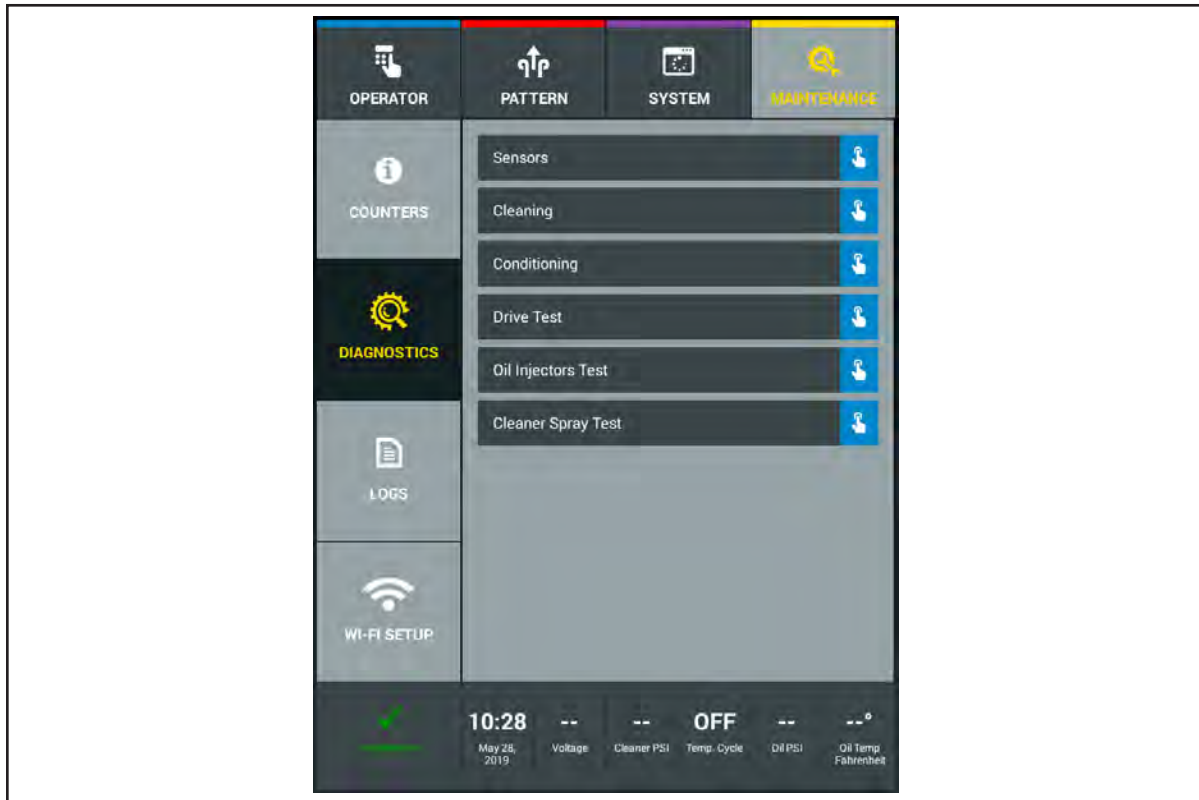 OPERATOR
PATTERN
SYSTEM
MAINTENANCE
COUNTERS
DIAGNOSTICS
LOGS
WI-FI SETUP
Sensors
Cleaning
Conditioning
Drive Test
Oil Injectors Test
Cleaner Spray Test
10:28
May 28,
2019
--
Voltage
--
Cleaner PSI
OFF
Temp. Cycle
--
Oil PSI
--°
Oil Temp
Fahrenheit